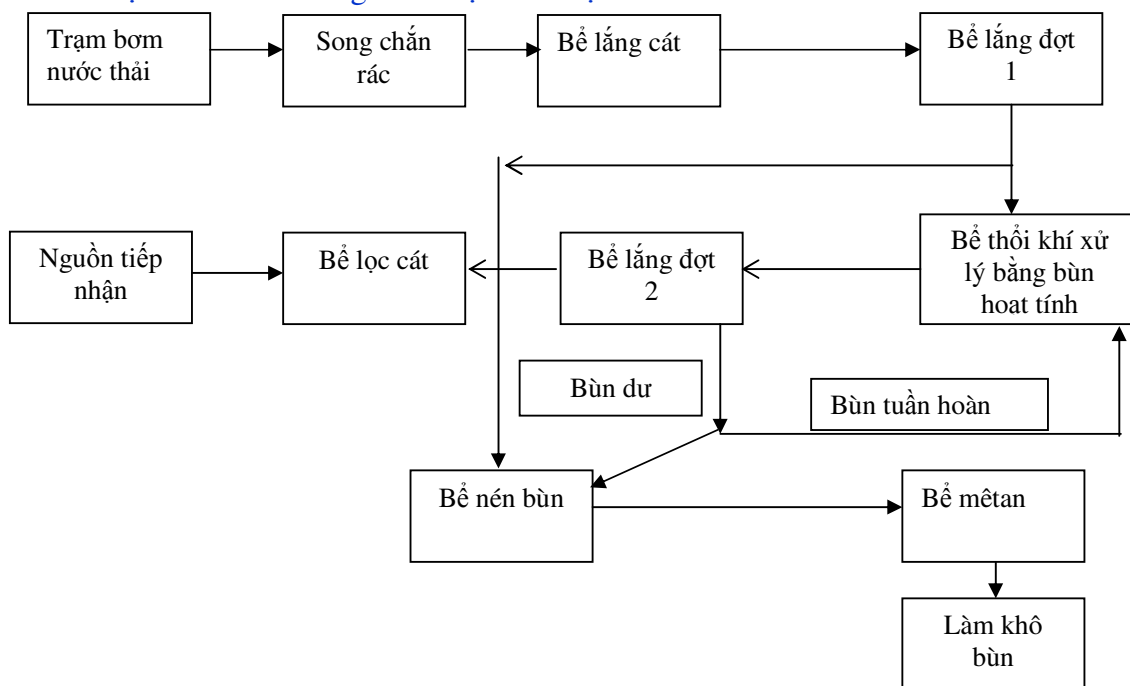 Trạm bơm
nước thải
Song chắn
rác
Bể lắng cát
Bể lắng đợt
1
Nguồn tiếp
nhận
Bể lọc cát
Bể lắng đợt
2
Bể thổi khí xử
lý bằng bùn
hoat tính
Bùn dư
Bùn tuần hoàn
Bể nén bùn
Bể mêtan
Làm khô
bùn